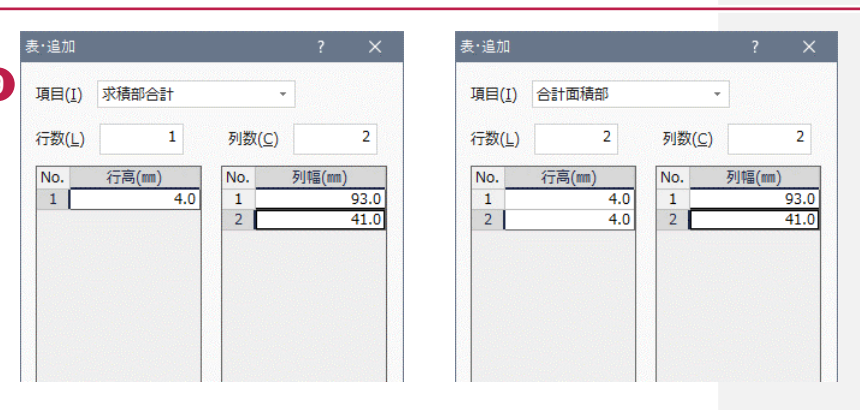 表･追加 ? ×
項目(I) 求積部合計
行数(L) 1 列数(C) 2
No. 行高(㎜) No. 列幅(㎜)
1 4.0 1 93.0
2 41.0
表･追加 ? ×
項目(I) 合計面積部
行数(L) 2 列数(C) 2
No. 行高(㎜) No. 列幅(㎜)
1 4.0 1 93.0
2 4.0 2 41.0